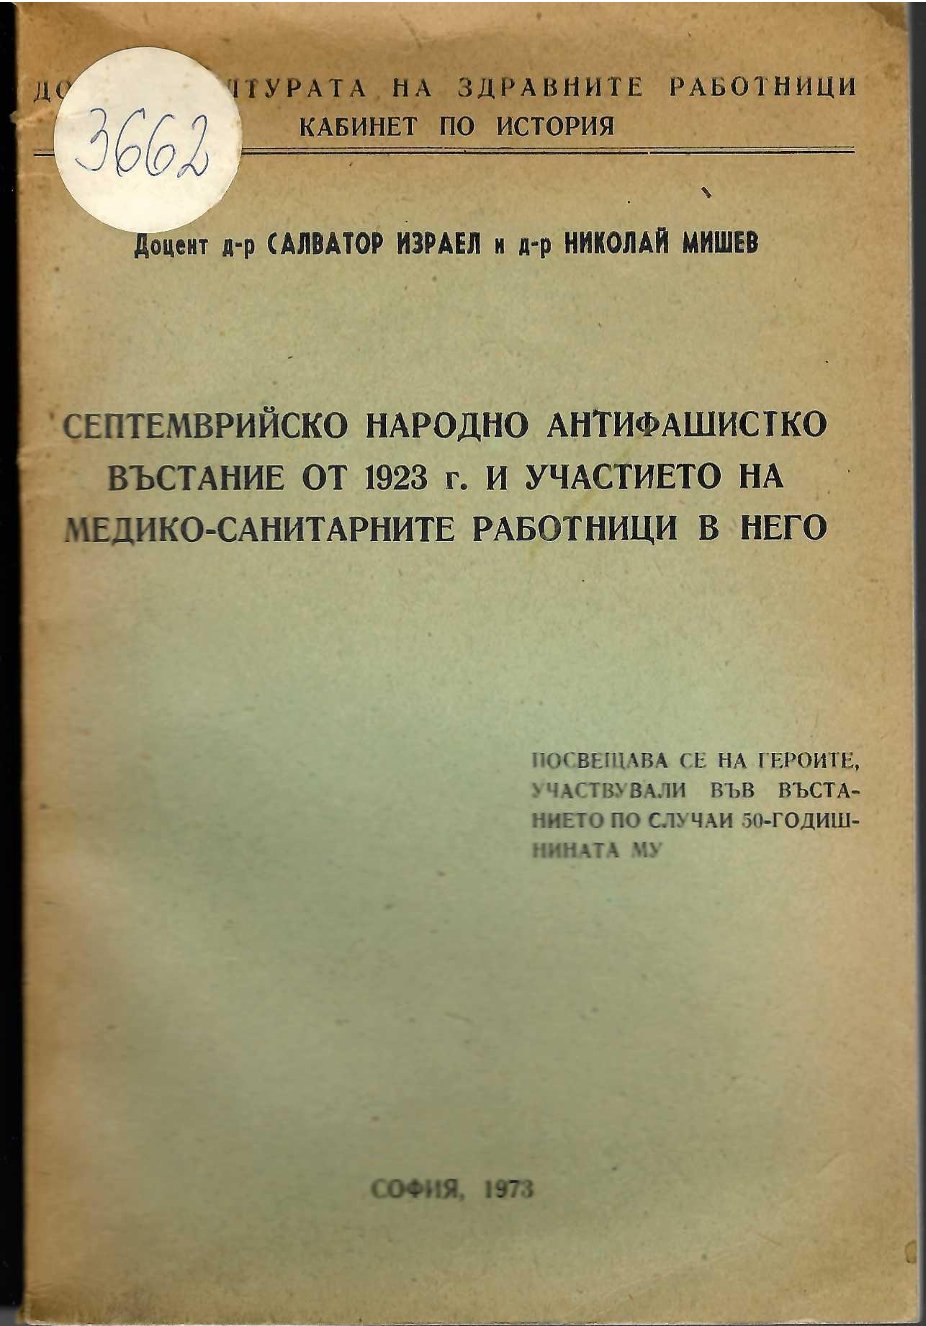 НА ЗДРАВНИТЕ РАБОТНИЦИ
КАБИНЕТ ПО ИСТОРИЯ
3662
Доцент д-р САЛВАТОР ИЗРАЕЛ и д-р НИКОЛАЙ МИШЕВ
СЕПТЕМВРИЙСКО НАРОДНО АНТИФАШИСТКО
ВЪСТАНИЕ ОТ 1923 г. И УЧАСТИЕТО НА
МЕДИКО-САНИТАРНИТЕ РАБОТНИЦИ В НЕГО
ПОСВЕЩАВА СЕ НА ГЕРОИТЕ,
УЧАСТВУВАЛИ ВЪВ ВЪСТА-
НИЕТО ПО СЛУЧАИ 50-ГОДИШ-
НИНАТА МУ
СОФИЯ, 1973